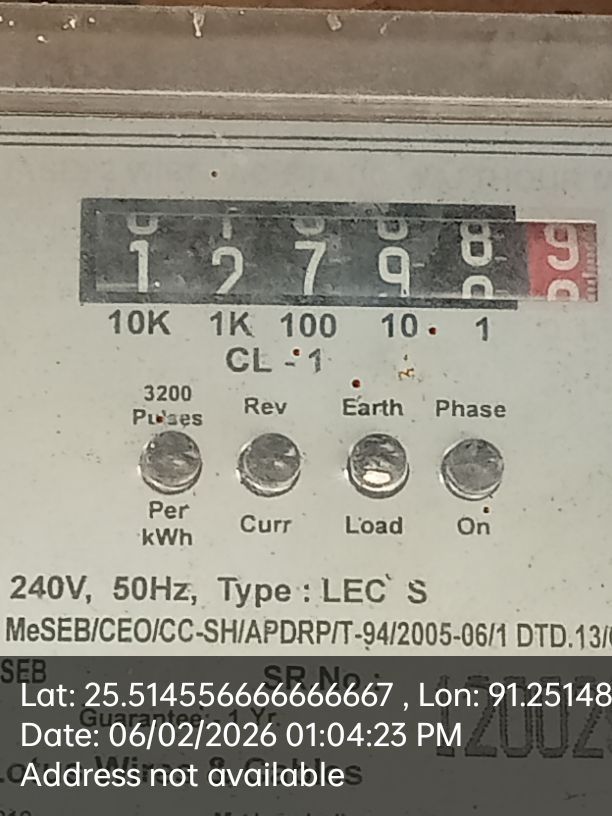 1 2 7 9 8 9
10K 1K 100 10 1
CL - 1
3200 Pulses Per kWh
Rev Curr
Earth Load
Phase On
240V, 50Hz, Type : LEC` S
MeSEB/CEO/CC-SH/APDRP/T-94/2005-06/1 DTD.13/
SEB SR.No :
Guarantee - 1 Yr.
Lat: 25.514556666666667 , Lon: 91.25148
Date: 06/02/2026 01:04:23 PM
Address not available